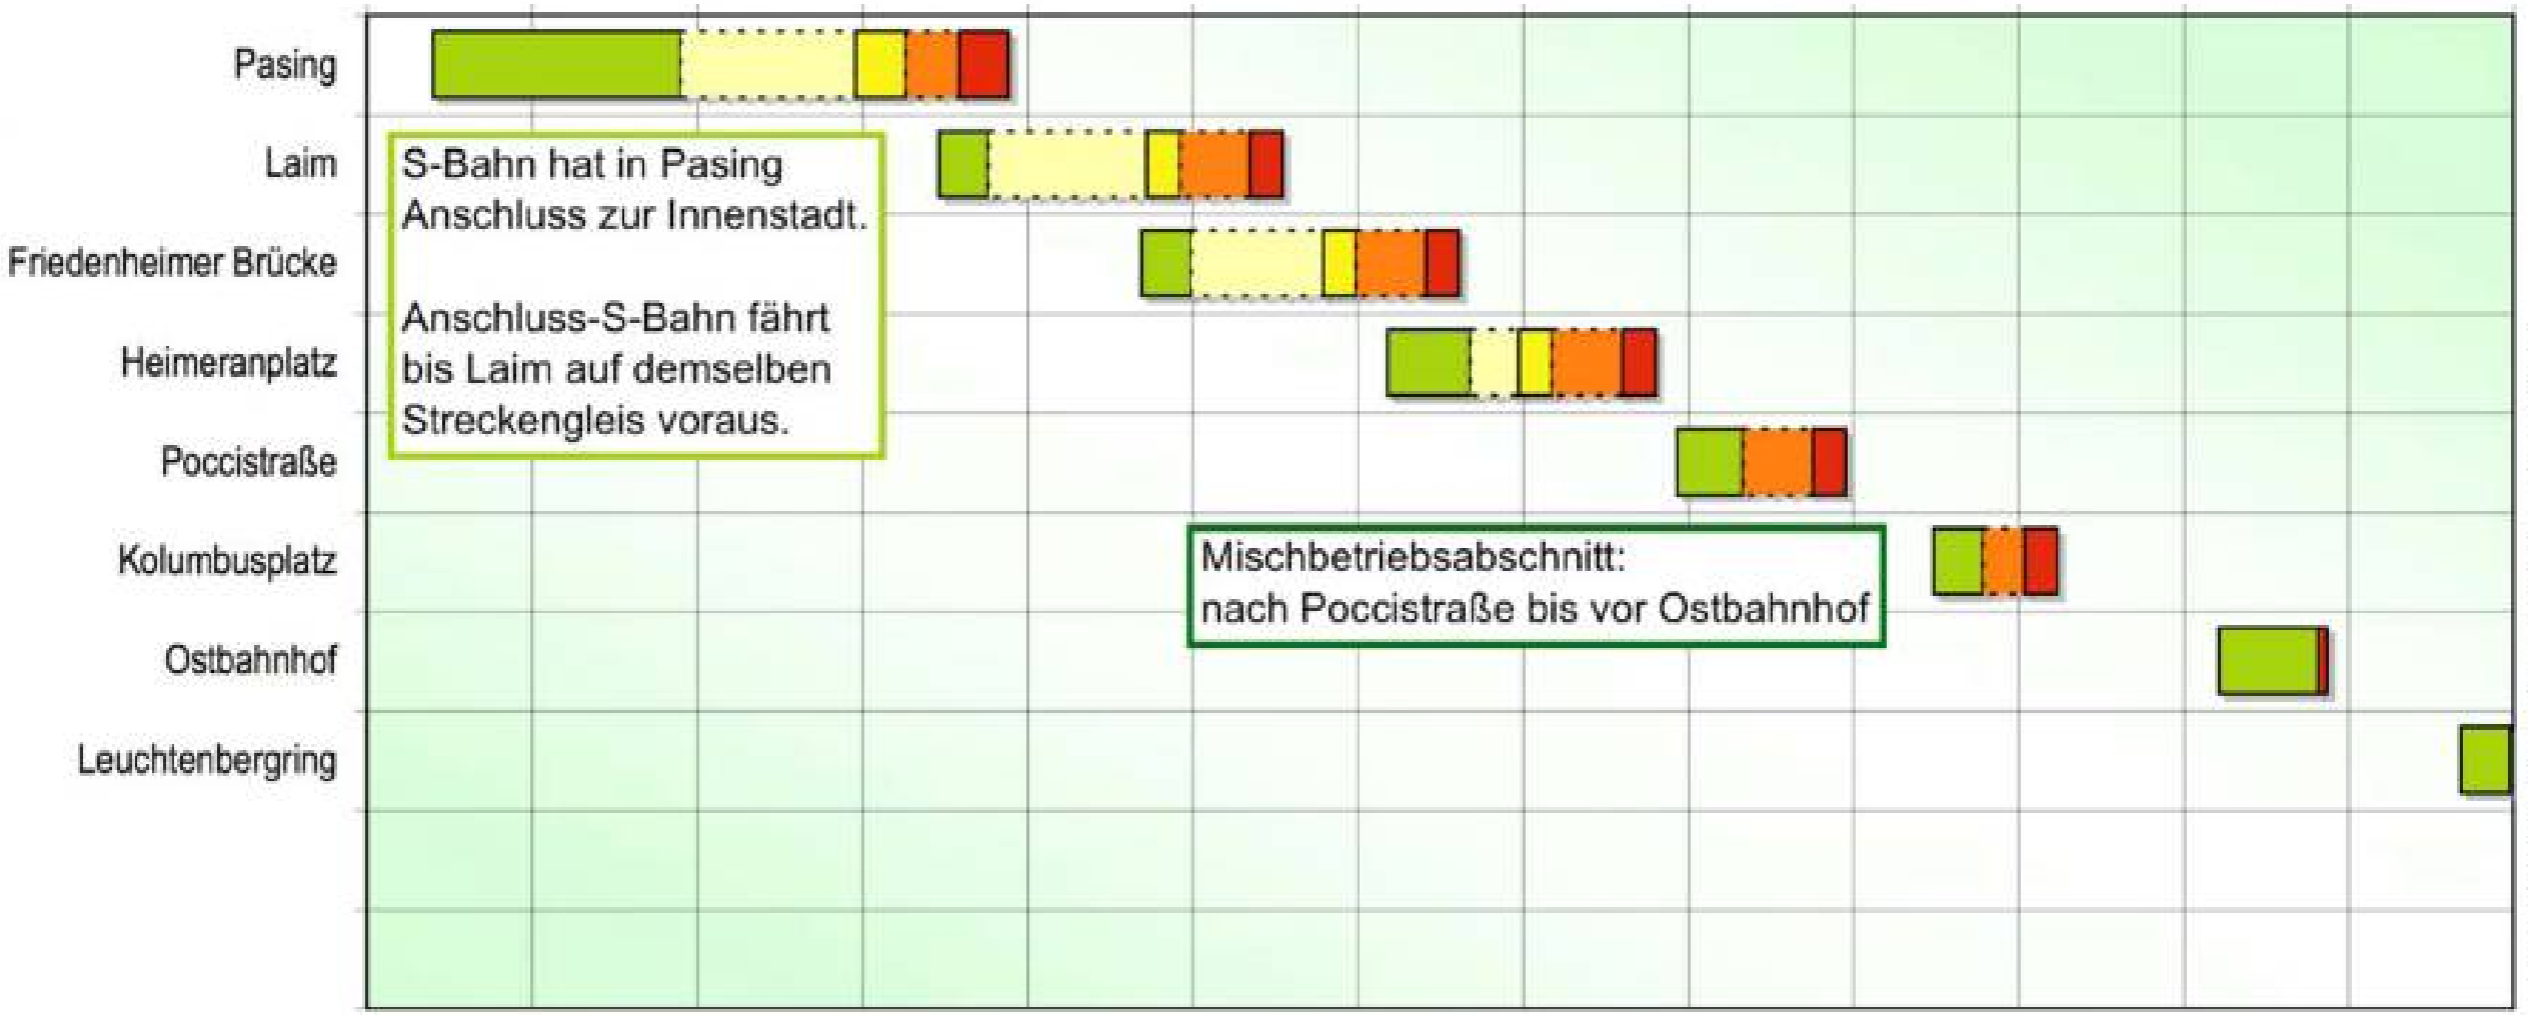 Pasing
Laim
Friedenheimer Brücke
Heimeranplatz
Poccistraße
Kolumbusplatz
Ostbahnhof
Leuchtenbergring
S-Bahn hat in Pasing
Anschluss zur Innenstadt.
Anschluss-S-Bahn fährt
bis Laim auf demselben
Streckengleis voraus.
Mischbetriebsabschnitt:
nach Poccistraße bis vor Ostbahnhof